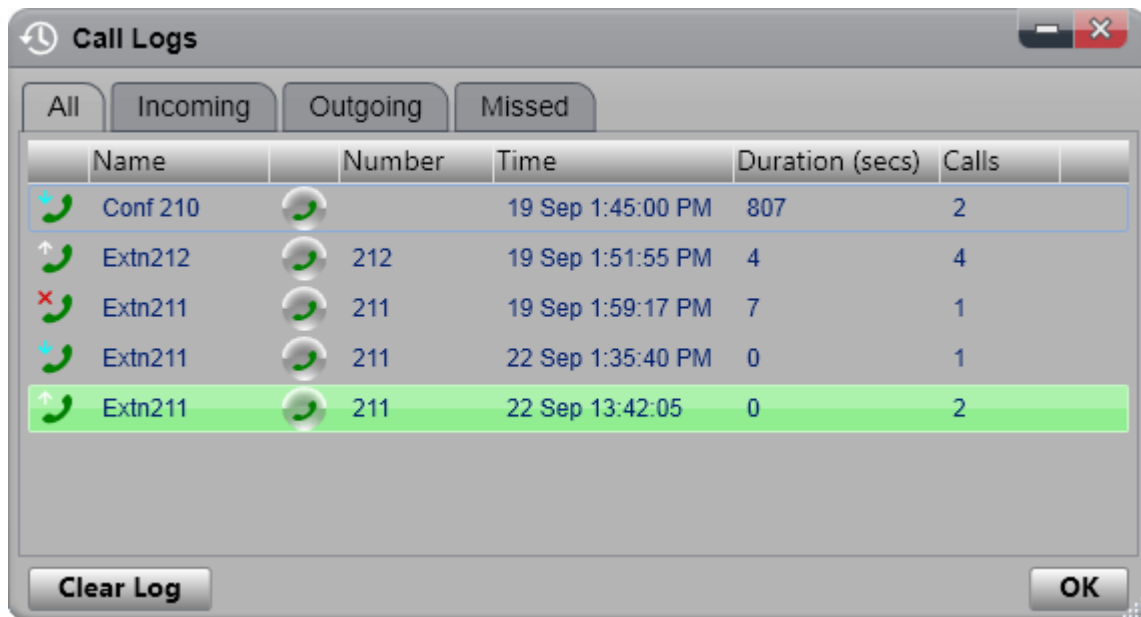 Call Logs
All Incoming Outgoing Missed
Name Number Time Duration (secs) Calls
Conf 210 19 Sep 1:45:00 PM 807 2
Extn212 212 19 Sep 1:51:55 PM 4 4
Extn211 211 19 Sep 1:59:17 PM 7 1
Extn211 211 22 Sep 1:35:40 PM 0 1
Extn211 211 22 Sep 13:42:05 0 2
Clear Log OK